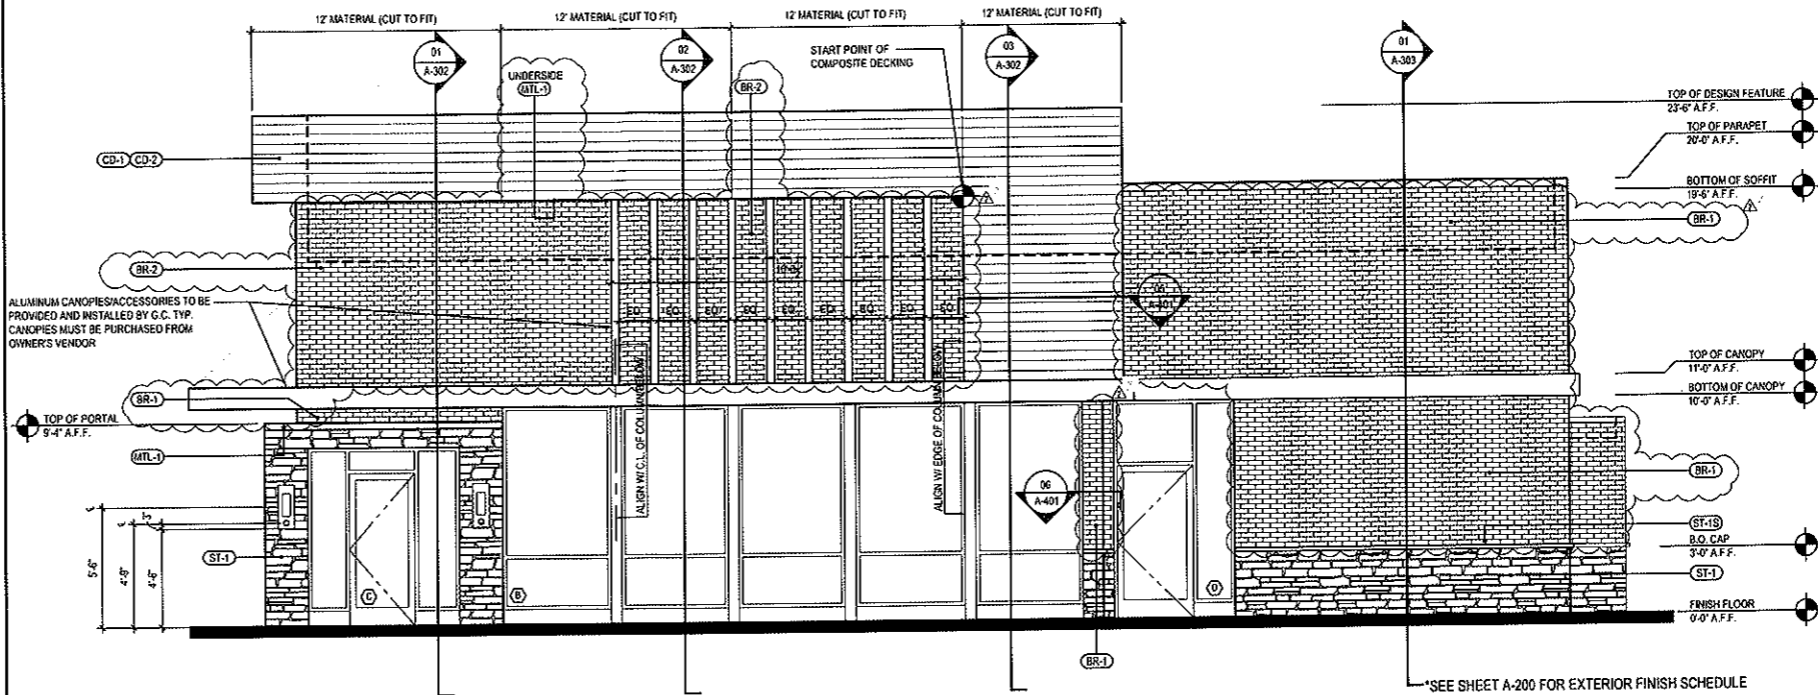 12' MATERIAL (CUT TO FIT)
12' MATERIAL (CUT TO FIT)
12' MATERIAL (CUT TO FIT)
12' MATERIAL (CUT TO FIT)
01
A-302
02
A-302
03
A-302
01
A-303
START POINT OF
COMPOSITE DECKING
UNDERSIDE
MTL-1
BR-2
TOP OF DESIGN FEATURE
23'-6" A.F.F.
TOP OF PARAPET
20'-0" A.F.F.
BOTTOM OF SOFFIT
19'-6" A.F.F.
CD-1
CD-2
BR-1
BR-2
ALUMINUM CANOPIES/ACCESSORIES TO BE
PROVIDED AND INSTALLED BY G.C. TYP.
CANOPIES MUST BE PURCHASED FROM
OWNER'S VENDOR
EQ
EQ
EQ
EQ
EQ
EQ
EQ
EQ
EQ
05
A-401
ALIGN W/ C.L. OF COLUMN BELOW
ALIGN W/ EDGE OF COLUMN BELOW
TOP OF CANOPY
11'-0" A.F.F.
BOTTOM OF CANOPY
10'-0" A.F.F.
BR-1
TOP OF PORTAL
9'-4" A.F.F.
MTL-1
06
A-401
BR-1
ST-1S
B.O. CAP
3'-0" A.F.F.
ST-1
ST-1
5'-6"
C
B
D
FINISH FLOOR
0'-0" A.F.F.
BR-1
*SEE SHEET A-200 FOR EXTERIOR FINISH SCHEDULE